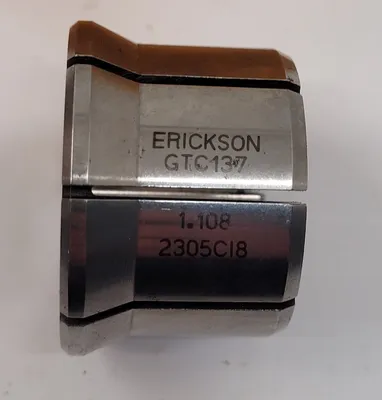 ERICKSON
GTC137
1.108
2305CI8